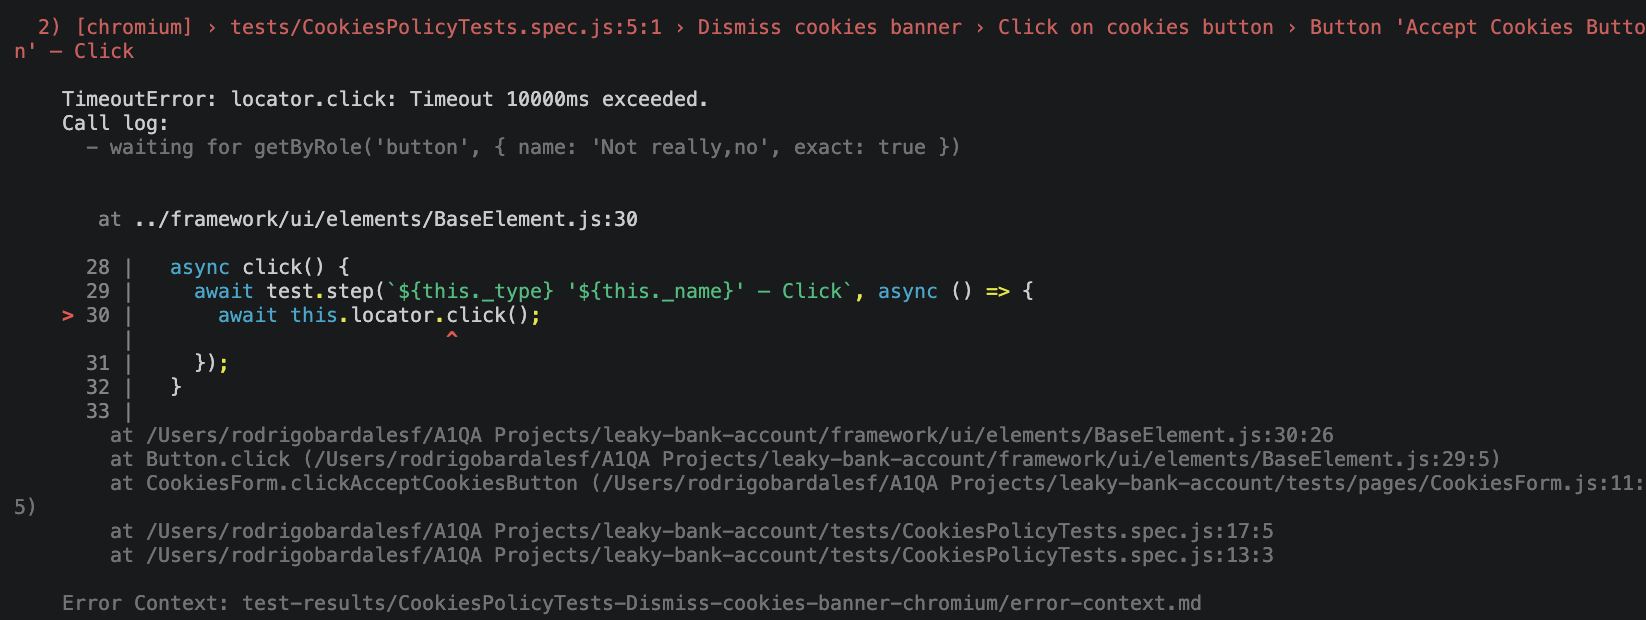 2) [chromium] › tests/CookiesPolicyTests.spec.js:5:1 › Dismiss cookies banner › Click on cookies button › Button 'Accept Cookies Butto
n' — Click
TimeoutError: locator.click: Timeout 10000ms exceeded.
Call log:
- waiting for getByRole('button', { name: 'Not really,no', exact: true })
at ../framework/ui/elements/BaseElement.js:30
28 |   async click() {
29 |     await test.step(`${this._type} '${this._name}' — Click`, async () => {
> 30 |       await this.locator.click();
|                          ^
31 |     });
32 |   }
33 |
at /Users/rodrigobardalesf/A1QA Projects/leaky-bank-account/framework/ui/elements/BaseElement.js:30:26
at Button.click (/Users/rodrigobardalesf/A1QA Projects/leaky-bank-account/framework/ui/elements/BaseElement.js:29:5)
at CookiesForm.clickAcceptCookiesButton (/Users/rodrigobardalesf/A1QA Projects/leaky-bank-account/tests/pages/CookiesForm.js:11:
5)
at /Users/rodrigobardalesf/A1QA Projects/leaky-bank-account/tests/CookiesPolicyTests.spec.js:17:5
at /Users/rodrigobardalesf/A1QA Projects/leaky-bank-account/tests/CookiesPolicyTests.spec.js:13:3
Error Context: test-results/CookiesPolicyTests-Dismiss-cookies-banner-chromium/error-context.md